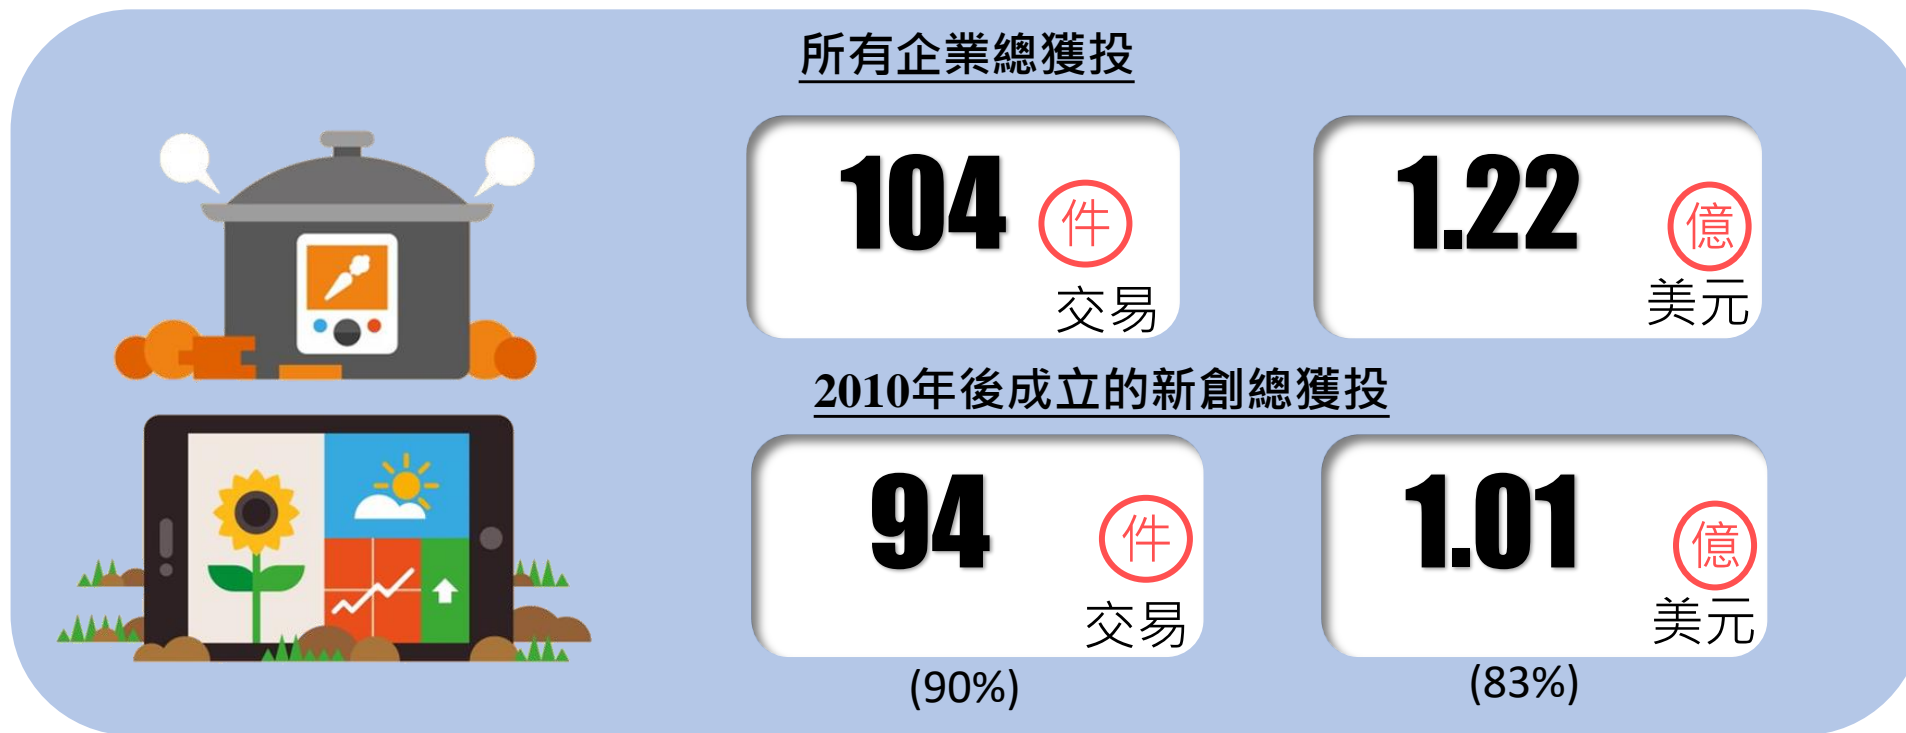 所有企業總獲投
104 件
交易
1.22 億
美元
2010年後成立的新創總獲投
94 件
交易
(90%)
1.01 億
美元
(83%)